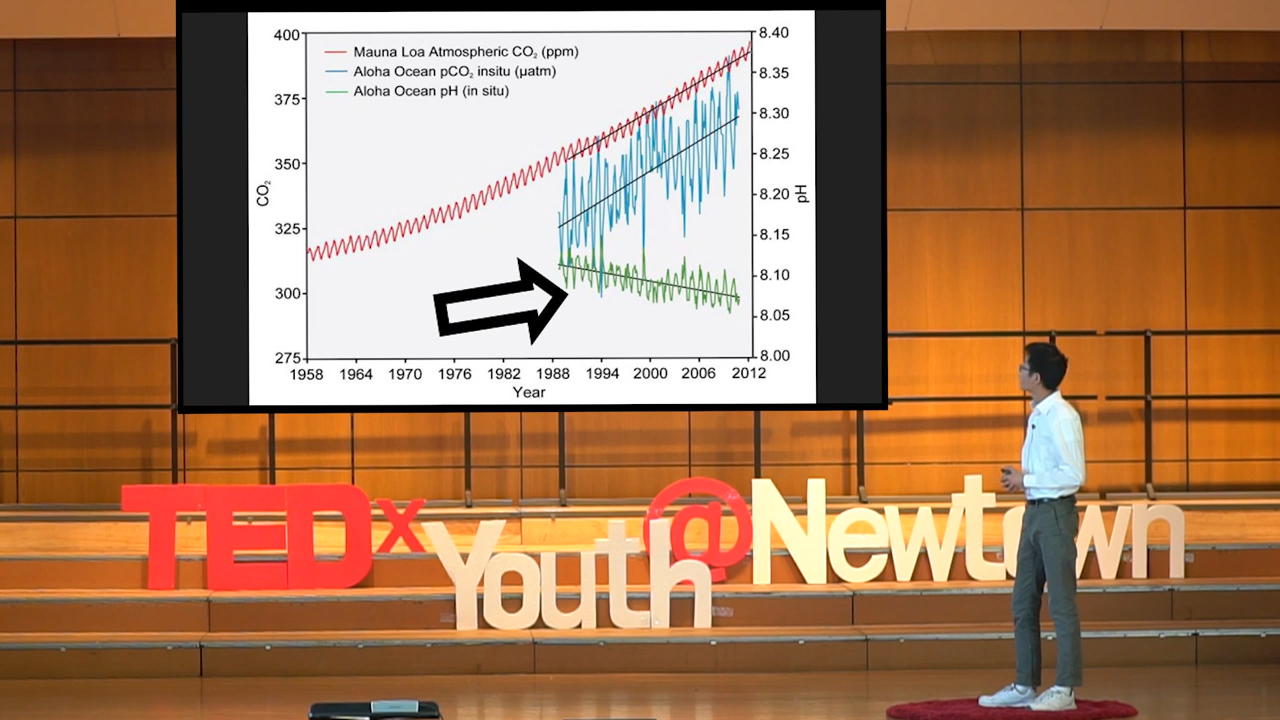 400
375
350
325
300
275
CO₂
Mauna Loa Atmospheric CO₂ (ppm)
Aloha Ocean pCO₂ insitu (µatm)
Aloha Ocean pH (in situ)
8.40
8.35
8.30
8.25
8.20
8.15
8.10
8.05
8.00
pH
1958 1964 1970 1976 1982 1988 1994 2000 2006 2012
Year
TEDx
Youth
@Newtown